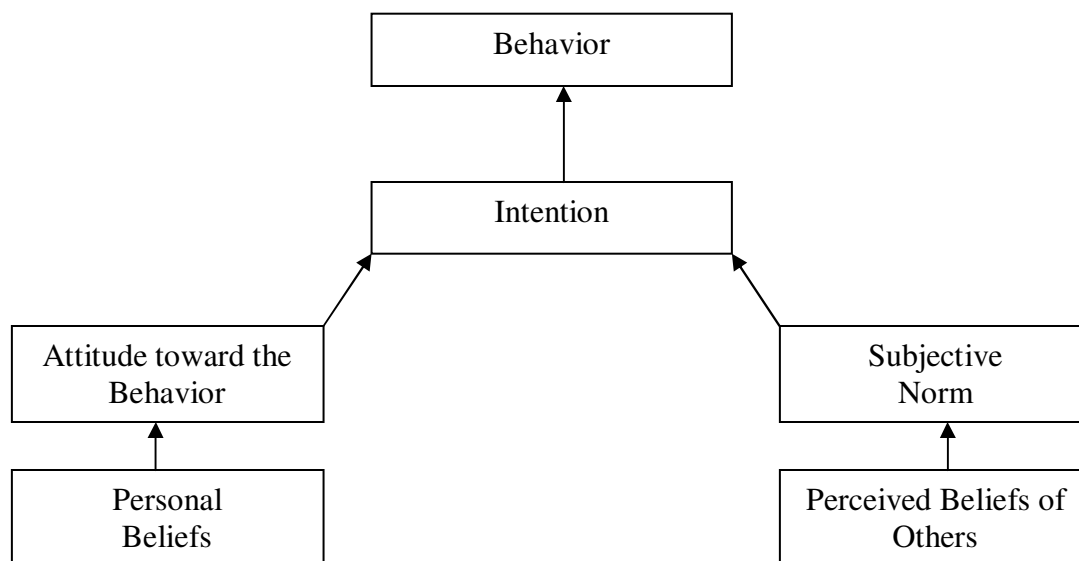 Behavior
Intention
Attitude toward the
Behavior
Subjective
Norm
Personal
Beliefs
Perceived Beliefs of
Others